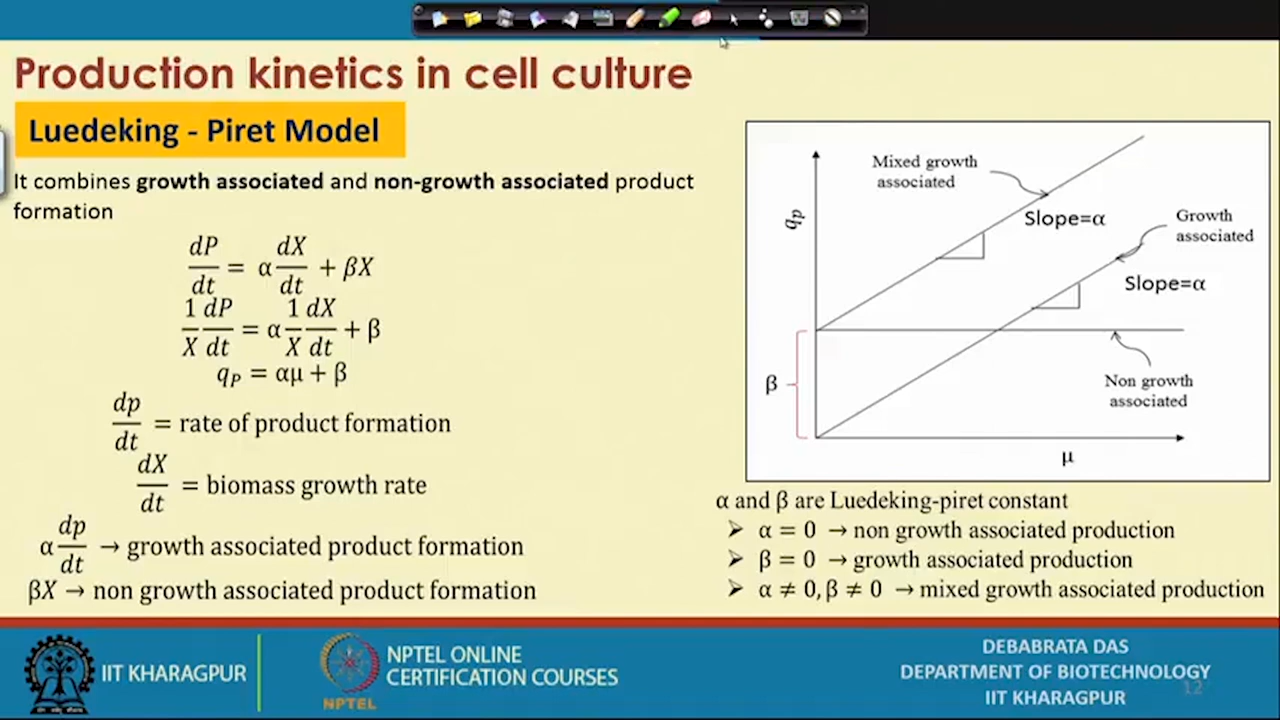 Production kinetics in cell culture
Luedeking - Piret Model
It combines growth associated and non-growth associated product
formation
dP/dt = α dX/dt + βX
1/X dP/dt = α 1/X dX/dt + β
qP = αμ + β
dp/dt = rate of product formation
dX/dt = biomass growth rate
α dp/dt → growth associated product formation
βX → non growth associated product formation
Mixed growth
associated
qp
Slope=α
Growth
associated
Slope=α
β
Non growth
associated
μ
α and β are Luedeking-piret constant
➢ α = 0 → non growth associated production
➢ β = 0 → growth associated production
➢ α ≠ 0, β ≠ 0 → mixed growth associated production
IIT KHARAGPUR
NPTEL
NPTEL ONLINE
CERTIFICATION COURSES
DEBABRATA DAS
DEPARTMENT OF BIOTECHNOLOGY
IIT KHARAGPUR
12